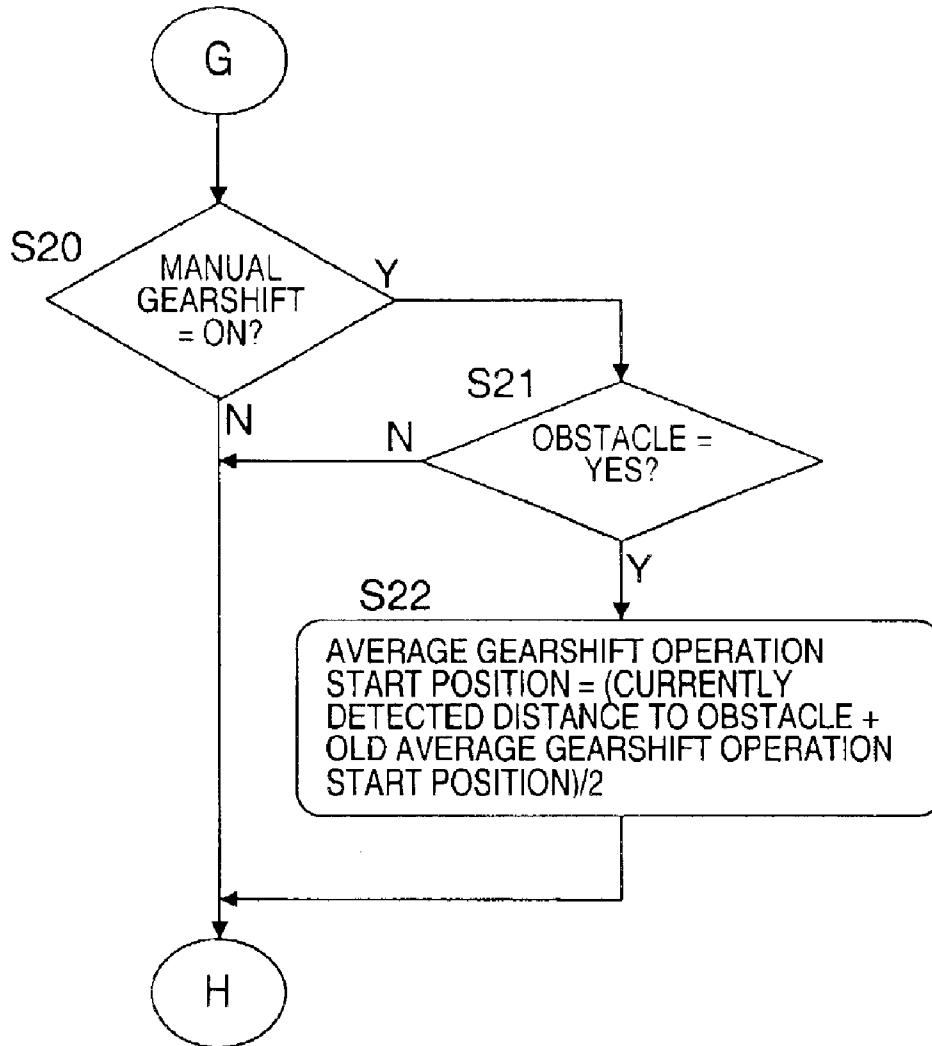 G
S20
MANUAL
GEARSHIFT
= ON?
Y
N
S21
OBSTACLE =
YES?
N
Y
S22
AVERAGE GEARSHIFT OPERATION
START POSITION = (CURRENTLY
DETECTED DISTANCE TO OBSTACLE +
OLD AVERAGE GEARSHIFT OPERATION
START POSITION)/2
H